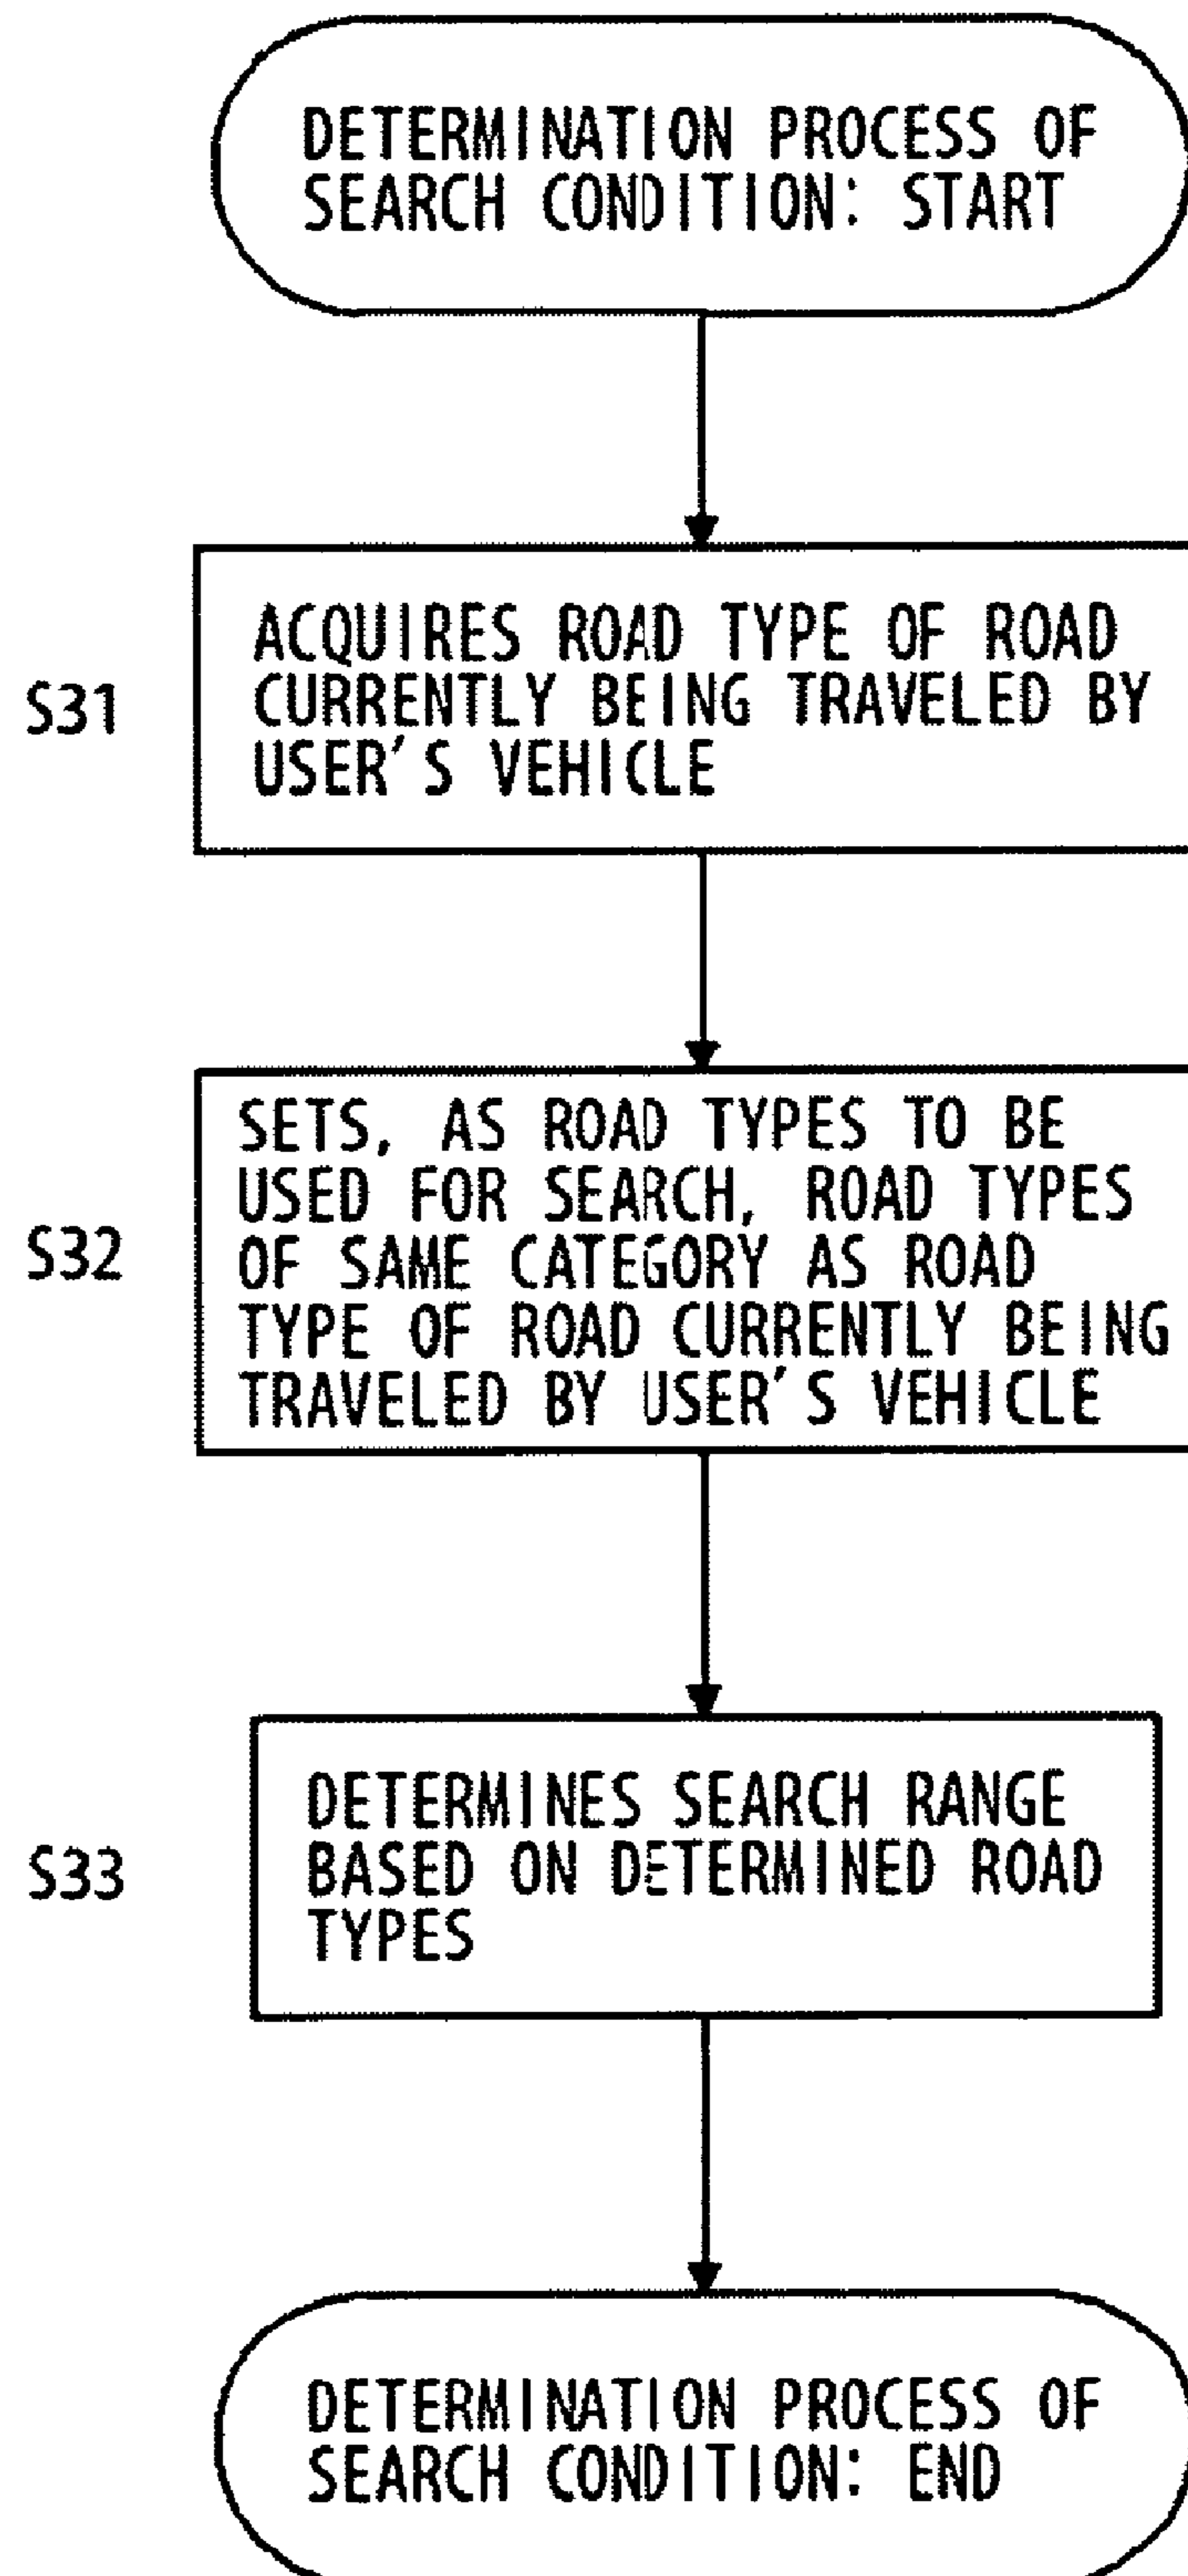 DETERMINATION PROCESS OF
SEARCH CONDITION: START
S31
ACQUIRES ROAD TYPE OF ROAD
CURRENTLY BEING TRAVELED BY
USER'S VEHICLE
S32
SETS, AS ROAD TYPES TO BE
USED FOR SEARCH, ROAD TYPES
OF SAME CATEGORY AS ROAD
TYPE OF ROAD CURRENTLY BEING
TRAVELED BY USER'S VEHICLE
S33
DETERMINES SEARCH RANGE
BASED ON DETERMINED ROAD
TYPES
DETERMINATION PROCESS OF
SEARCH CONDITION: END